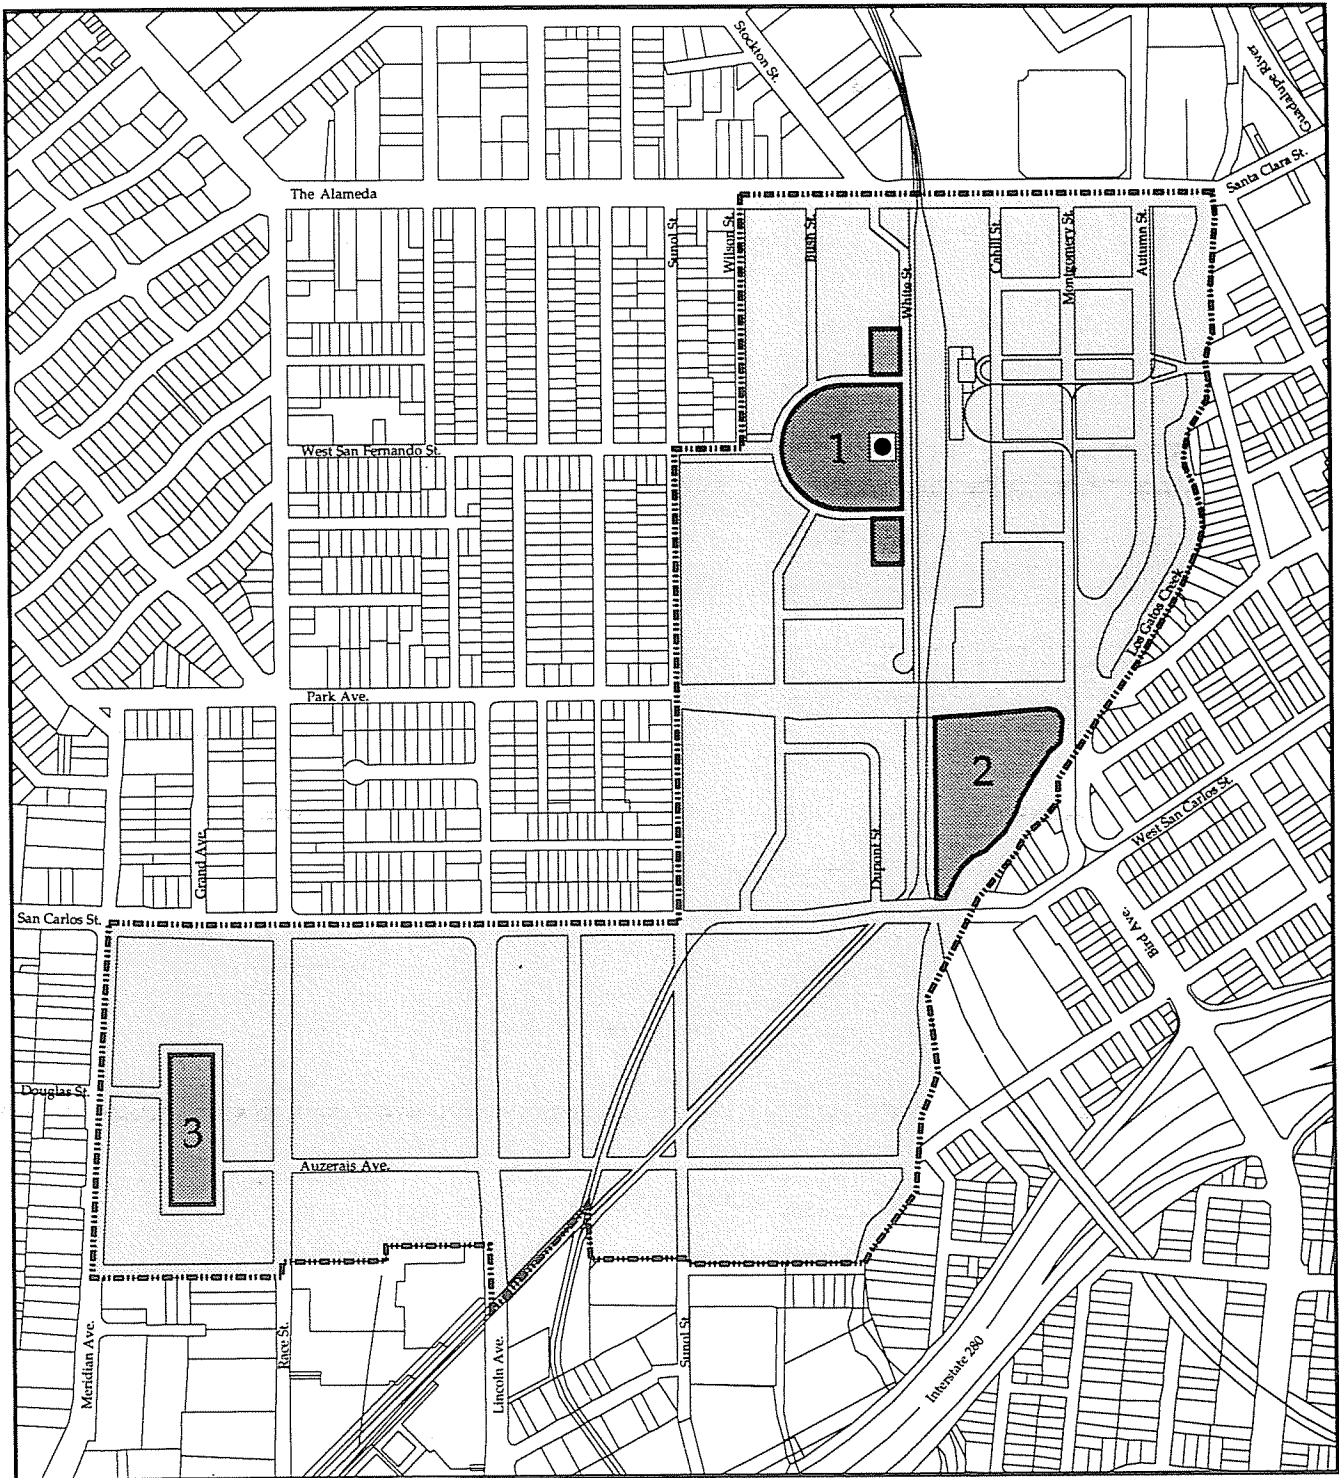 Stockton St.
Guadalupe River
The Alameda
Santa Clara St.
Sunol St.
Wilson St.
Bush St.
White St.
Cahill St.
Montgomery St.
Autumn St.
1
West San Fernando St.
Los Gatos Creek
Park Ave.
2
Grand Ave.
Dupont St.
West San Carlos St.
San Carlos St.
Bird Ave.
Douglas St.
3
Auzerais Ave.
Meridian Ave.
Race St.
Lincoln Ave.
Sunol St.
Interstate 280